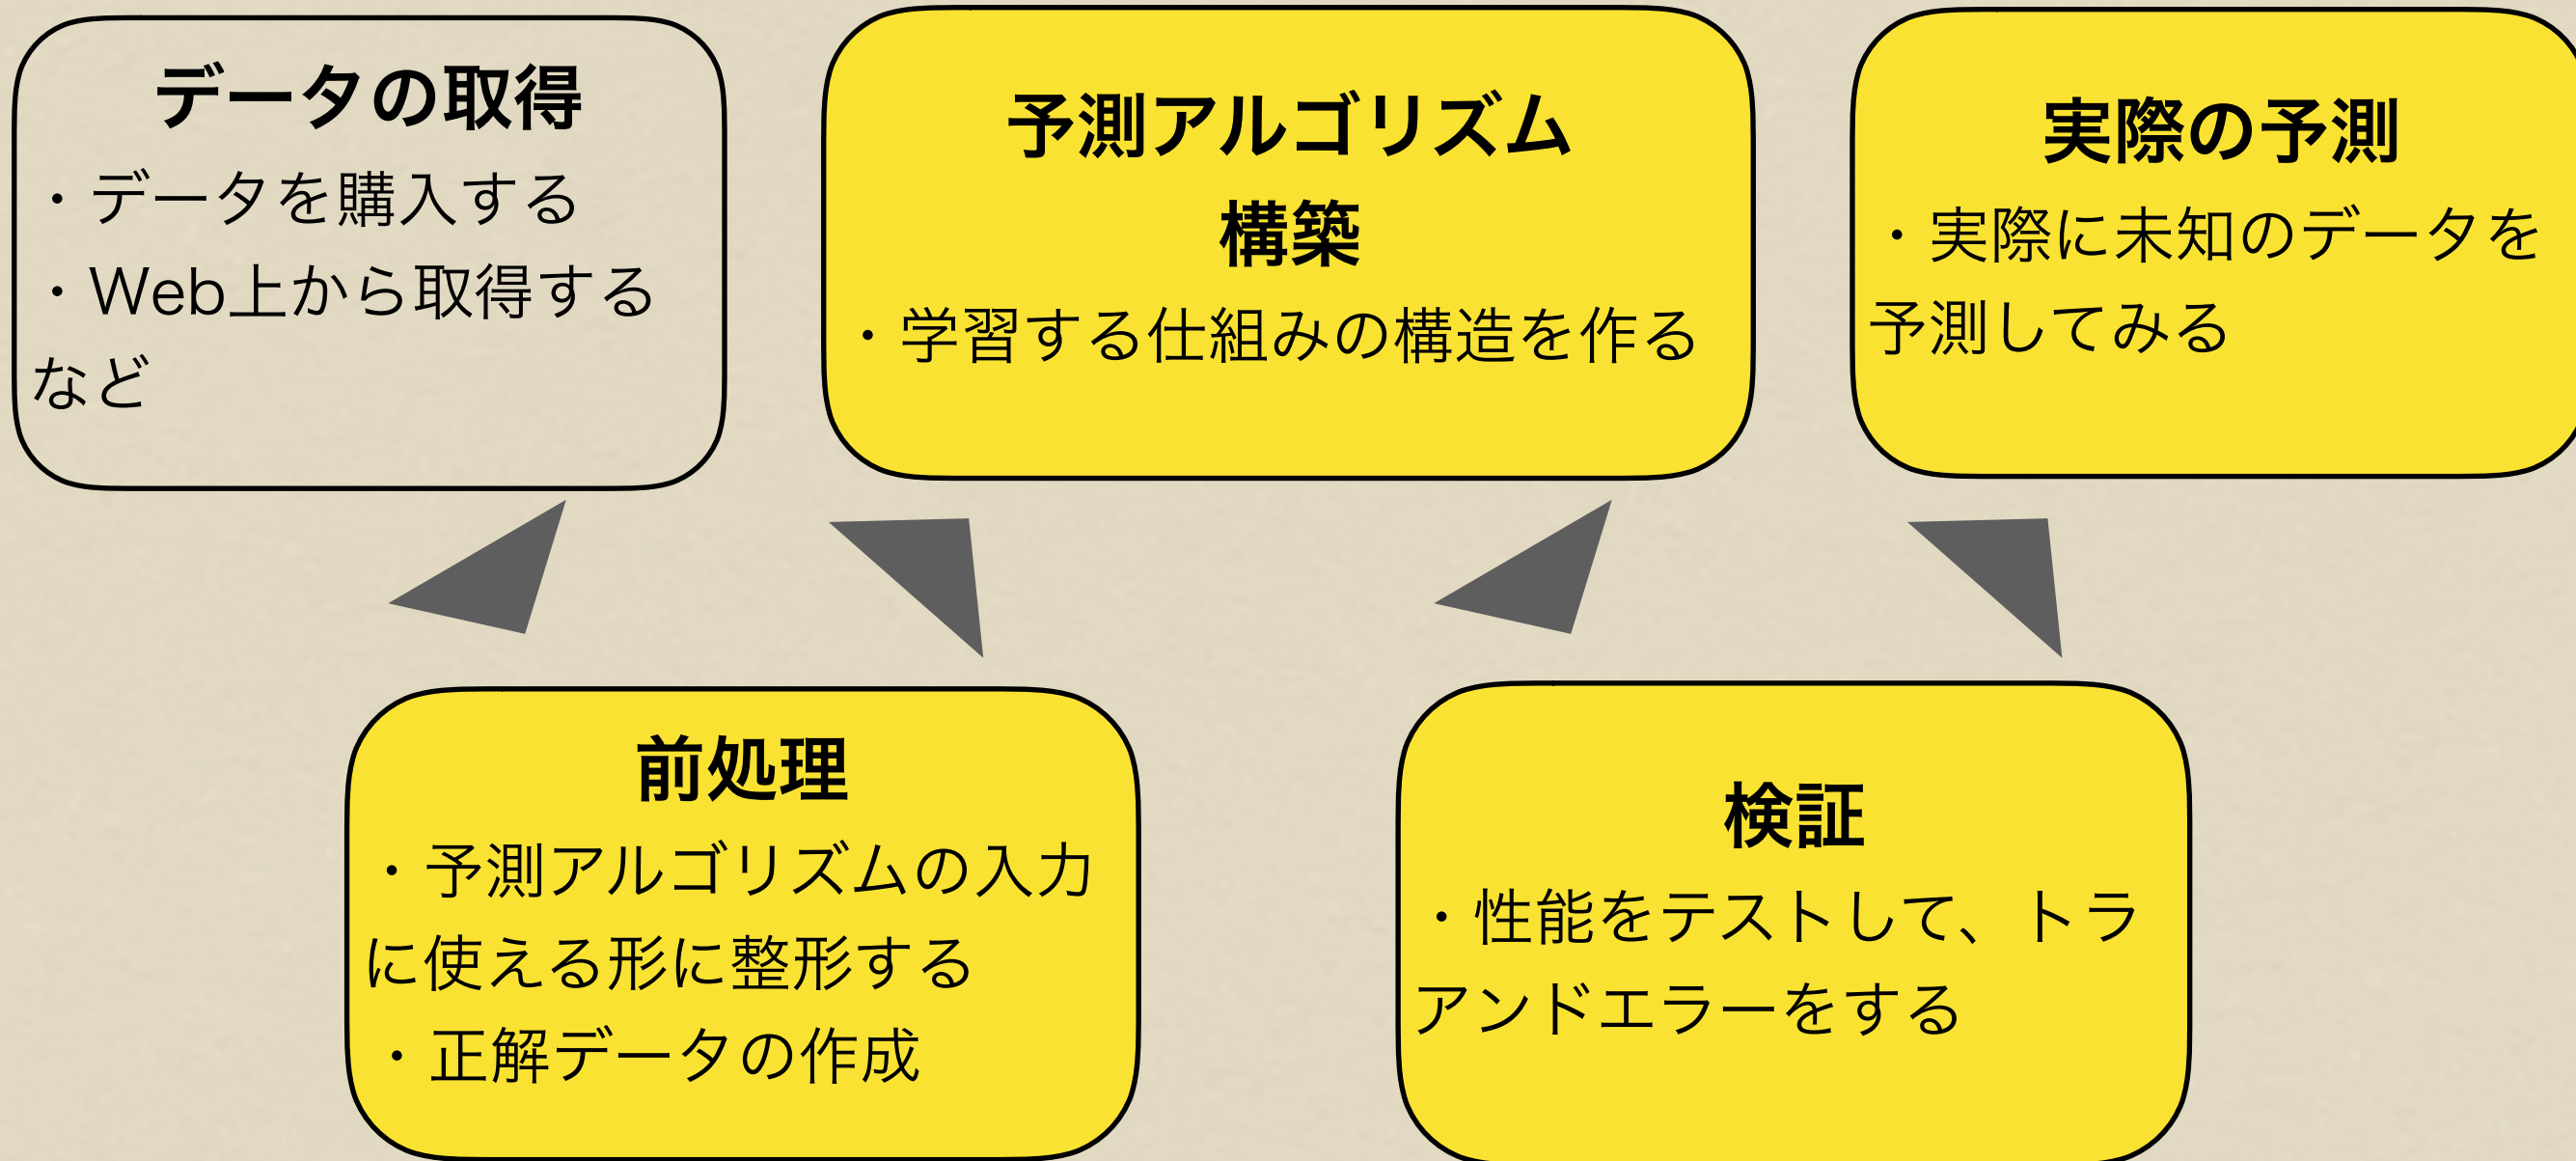 データの取得
・データを購入する
・Web上から取得する
など
予測アルゴリズム
構築
・学習する仕組みの構造を作る
実際の予測
・実際に未知のデータを
予測してみる
前処理
・予測アルゴリズムの入力
に使える形に整形する
・正解データの作成
検証
・性能をテストして、トラ
アンドエラーをする